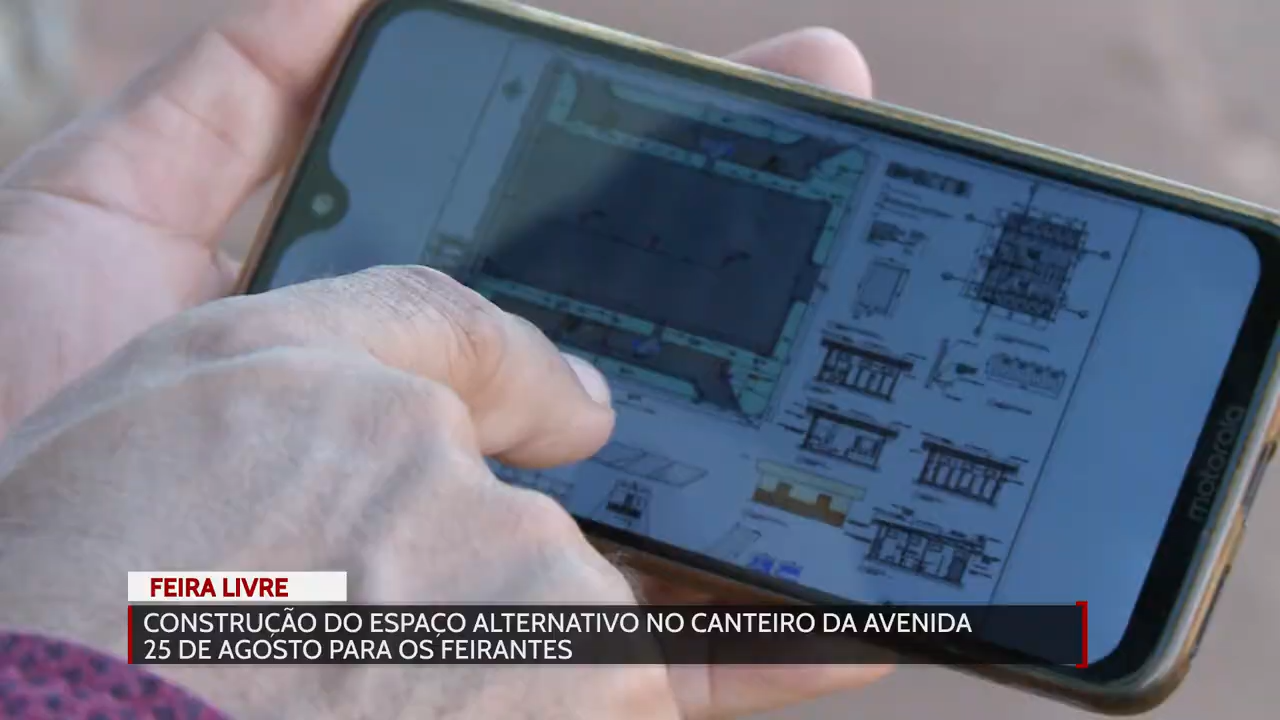 motorola
FEIRA LIVRE
CONSTRUÇÃO DO ESPAÇO ALTERNATIVO NO CANTEIRO DA AVENIDA
25 DE AGOSTO PARA OS FEIRANTES